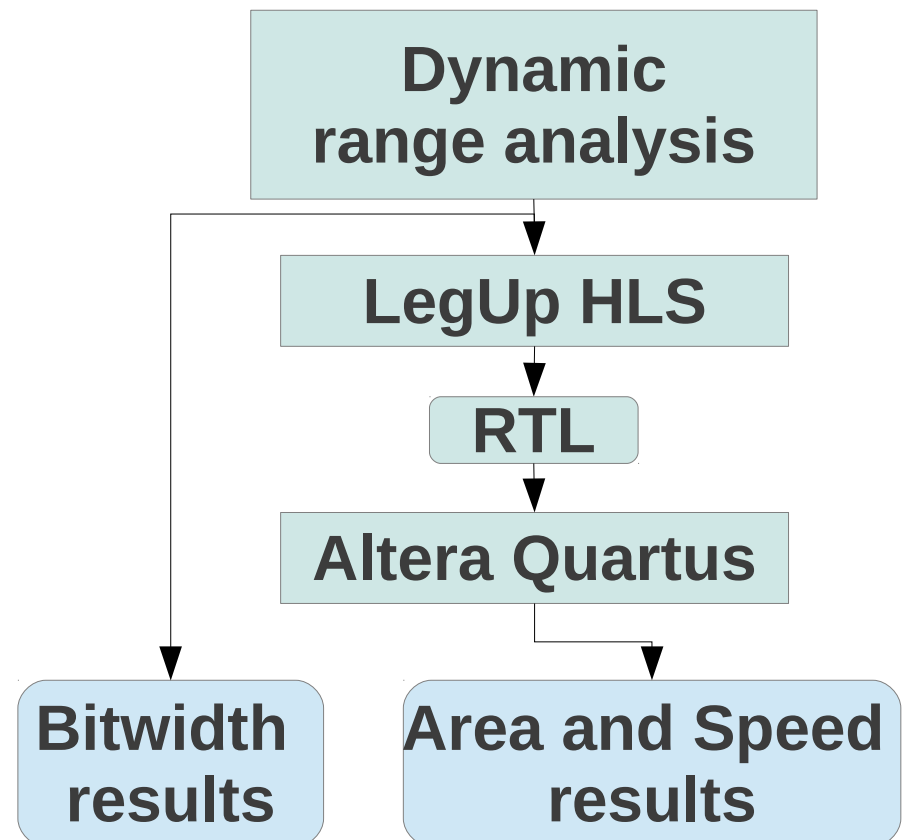 Dynamic
range analysis
LegUp HLS
RTL
Altera Quartus
Bitwidth
results
Area and Speed
results